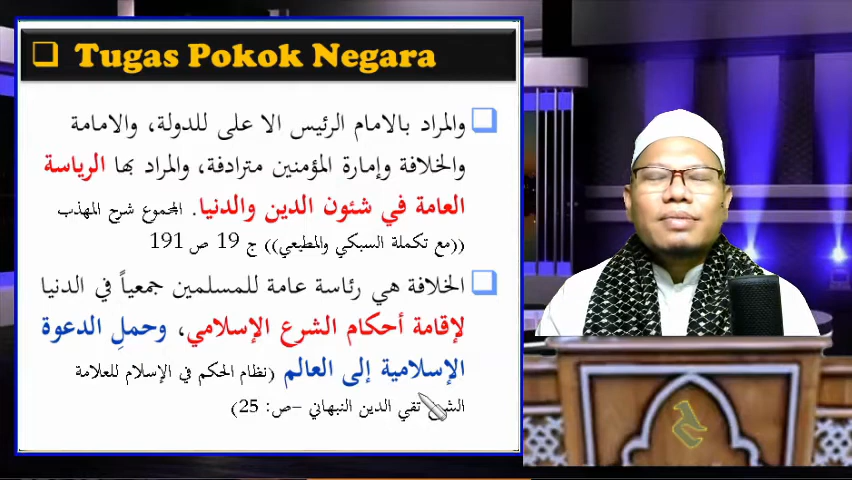 Tugas Pokok Negara
والمراد بالامام الرئيس الا على للدولة، والامامة
والخلافة وإمارة المؤمنين مترادفة، والمراد بها الرياسة
العامة في شئون الدين والدنيا. المجموع شرح المهذب
((مع تكملة السبكي والمطيعي)) ج 19 ص 191
الخلافة هي رئاسة عامة للمسلمين جمعياً في الدنيا
لإقامة أحكام الشرع الإسلامي، وحملِ الدعوة
الإسلامية إلى العالم (نظام الحكم في الإسلام للعلامة
تقي الدين النبهاني –ص: 25)